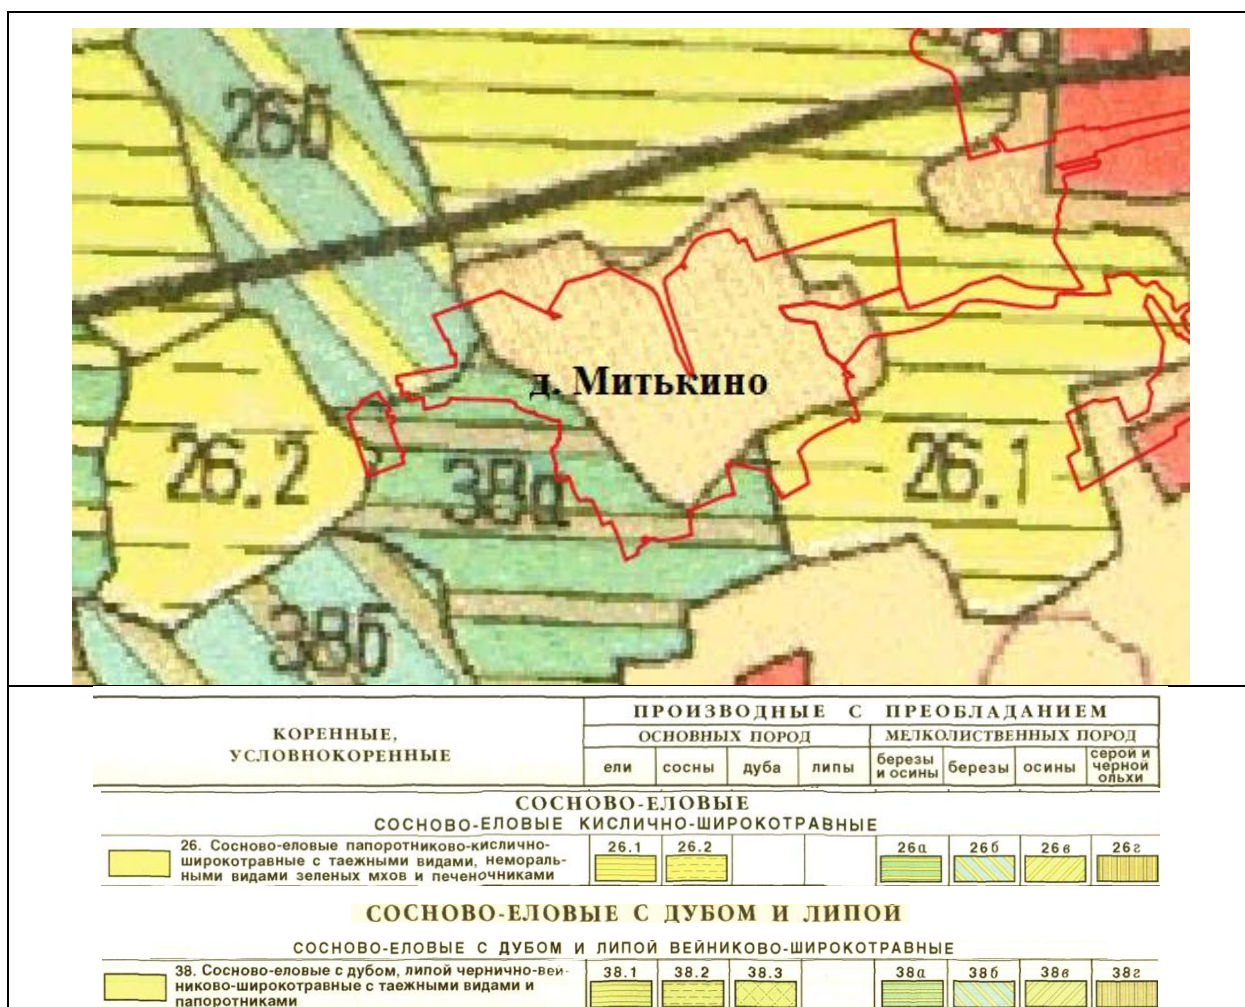 26б
д. Митькино
26.2
38а
26.1
38б
КОРЕННЫЕ,
УСЛОВНОКОРЕННЫЕ
ПРОИЗВОДНЫЕ С ПРЕОБЛАДАНИЕМ
ОСНОВНЫХ ПОРОД
МЕЛКОЛИСТВЕННЫХ ПОРОД
ели
сосны
дуба
липы
березы
и осины
березы
осины
серой и
черной
ольхи
СОСНОВО-ЕЛОВЫЕ
СОСНОВО-ЕЛОВЫЕ КИСЛИЧНО-ШИРОКОТРАВНЫЕ
26. Сосново-еловые папоротниково-кислично-
широкотравные с таежными видами, немораль-
ными видами зеленых мхов и печеночниками
26.1
26.2
26а
26б
26в
26г
СОСНОВО-ЕЛОВЫЕ С ДУБОМ И ЛИПОЙ
СОСНОВО-ЕЛОВЫЕ С ДУБОМ И ЛИПОЙ ВЕЙНИКОВО-ШИРОКОТРАВНЫЕ
38. Сосново-еловые с дубом, липой чернично-вей-
никово-широкотравные с таежными видами и
папоротниками
38.1
38.2
38.3
38а
38б
38в
38г